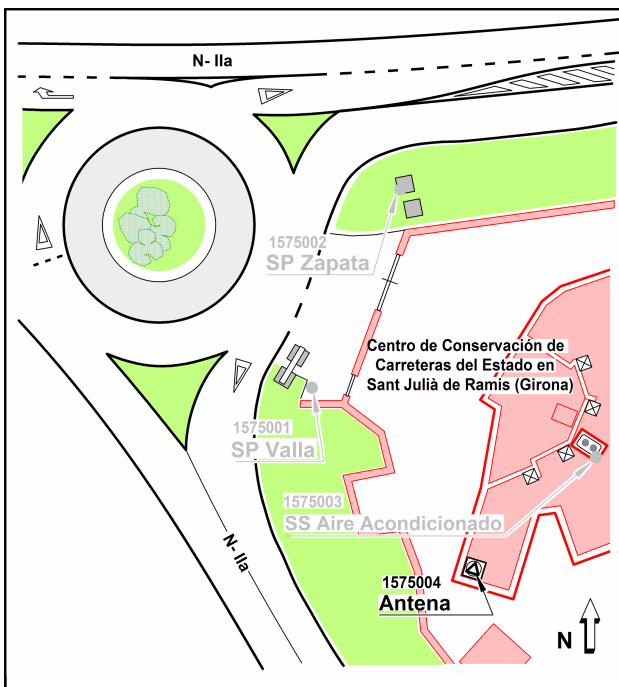 N- IIa
1575002
SP Zapata
Centro de Conservación de
Carreteras del Estado en
Sant Julià de Ramis (Girona)
1575001
SP Valla
1575003
SS Aire Acondicionado
N- IIa
1575004
Antena
N